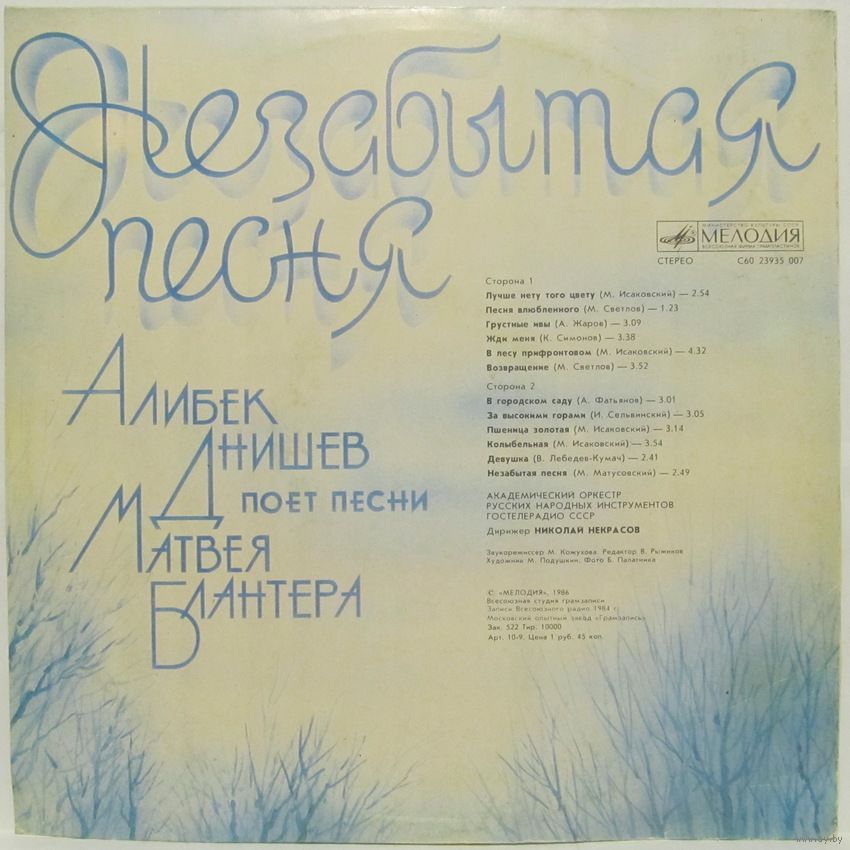 Незабытая
песня
МИНИСТЕРСТВО КУЛЬТУРЫ СССР
МЕЛОДИЯ
ВСЕСОЮЗНАЯ ФИРМА ГРАМПЛАСТИНОК
СТЕРЕО С60 23935 007
Сторона 1
Лучше нету того цвету (М. Исаковский) — 2.54
Песня влюбленного (М. Светлов) — 1.23
Грустные ивы (А. Жаров) — 3.09
Жди меня (К. Симонов) — 3.38
В лесу прифронтовом (М. Исаковский) — 4.32
Возвращение (М. Светлов) — 3.52
Сторона 2
В городском саду (А. Фатьянов) — 3.01
За высокими горами (И. Сельвинский) — 3.05
Пшеница золотая (М. Исаковский) — 3.14
Колыбельная (М. Исаковский) — 3.54
Девушка (В. Лебедев-Кумач) — 2.41
Незабытая песня (М. Матусовский) — 2.49
АКАДЕМИЧЕСКИЙ ОРКЕСТР
РУССКИХ НАРОДНЫХ ИНСТРУМЕНТОВ
ГОСТЕЛЕРАДИО СССР
Дирижер НИКОЛАЙ НЕКРАСОВ
Звукорежиссер М. Кожухова. Редактор В. Рыжиков
Художник М. Подушкин. Фото Б. Палатника
АЛИБЕК
ДНИШЕВ
ПОЕТ ПЕСНИ
МАТВЕЯ
БЛАНТЕРА
С. «МЕЛОДИЯ», 1986
Всесоюзная студия грамзаписи
Записи Всесоюзного радио 1984 г.
Московский опытный завод «Грамзапись»
Зак. 522 Тир. 10000
Арт. 10-9. Цена 1 руб. 45 коп.